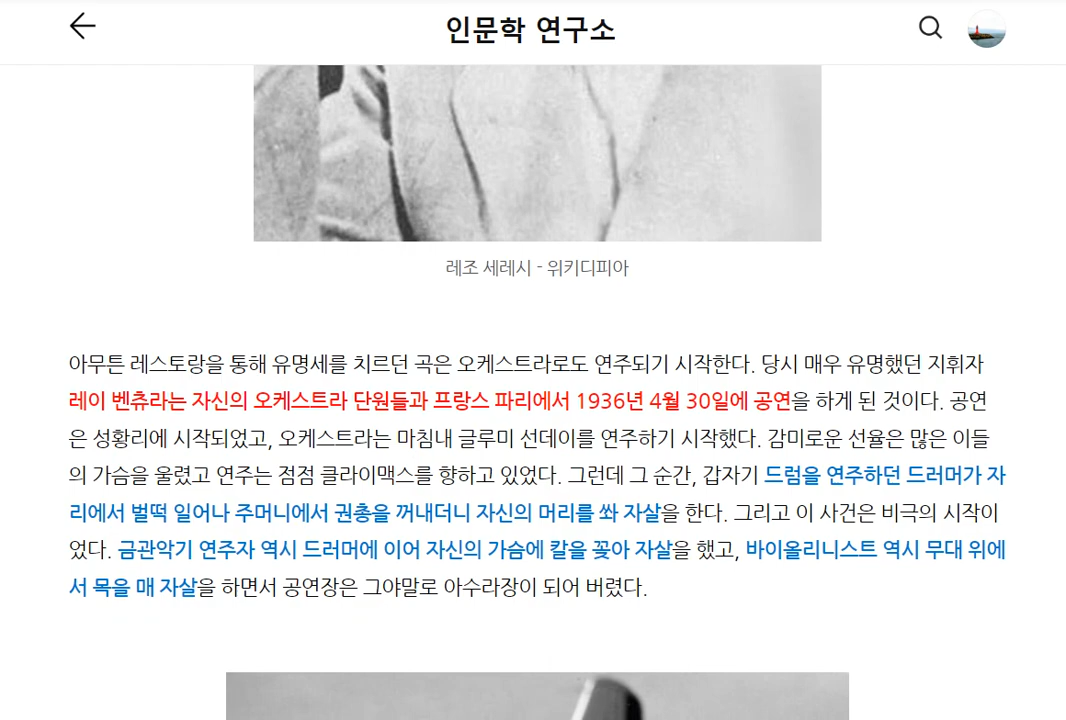 인문학 연구소
레조 세레시 - 위키디피아
아무튼 레스토랑을 통해 유명세를 치르던 곡은 오케스트라로도 연주되기 시작한다. 당시 매우 유명했던 지휘자
레이 벤츄라는 자신의 오케스트라 단원들과 프랑스 파리에서 1936년 4월 30일에 공연을 하게 된 것이다. 공연
은 성황리에 시작되었고, 오케스트라는 마침내 글루미 선데이를 연주하기 시작했다. 감미로운 선율은 많은 이들
의 가슴을 울렸고 연주는 점점 클라이맥스를 향하고 있었다. 그런데 그 순간, 갑자기 드럼을 연주하던 드러머가 자
리에서 벌떡 일어나 주머니에서 권총을 꺼내더니 자신의 머리를 쏴 자살을 한다. 그리고 이 사건은 비극의 시작이
었다. 금관악기 연주자 역시 드러머에 이어 자신의 가슴에 칼을 꽂아 자살을 했고, 바이올리니스트 역시 무대 위에
서 목을 매 자살을 하면서 공연장은 그야말로 아수라장이 되어 버렸다.